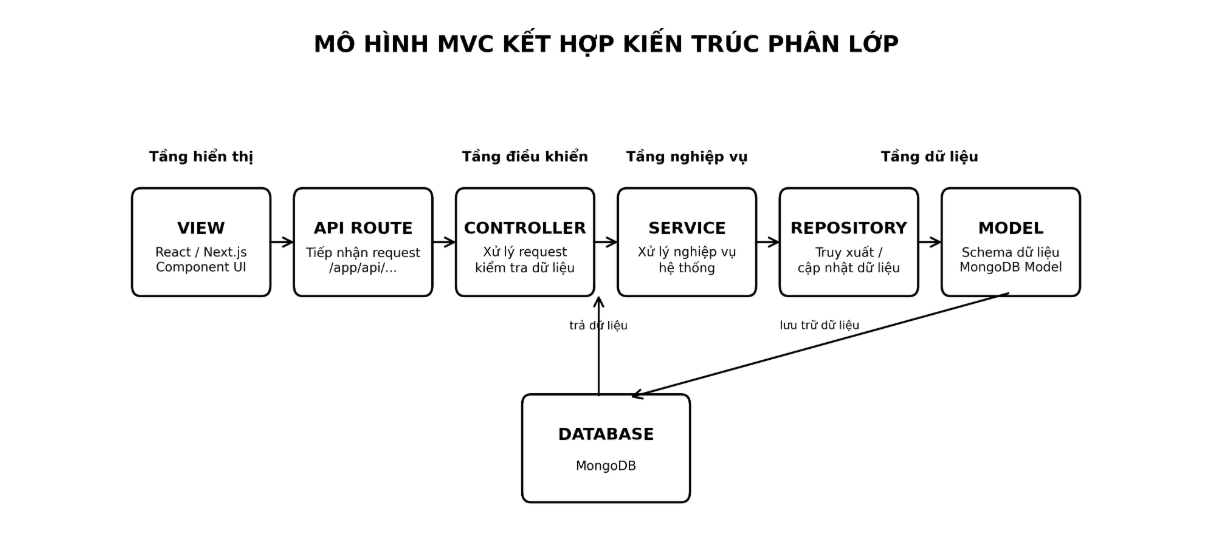 MÔ HÌNH MVC KẾT HỢP KIẾN TRÚC PHÂN LỚP
Tầng hiển thị
Tầng điều khiển
Tầng nghiệp vụ
Tầng dữ liệu
VIEW
React / Next.js
Component UI
API ROUTE
Tiếp nhận request
/app/api/...
CONTROLLER
Xử lý request
kiểm tra dữ liệu
SERVICE
Xử lý nghiệp vụ
hệ thống
REPOSITORY
Truy xuất /
cập nhật dữ liệu
MODEL
Schema dữ liệu
MongoDB Model
trả dữ liệu
lưu trữ dữ liệu
DATABASE
MongoDB